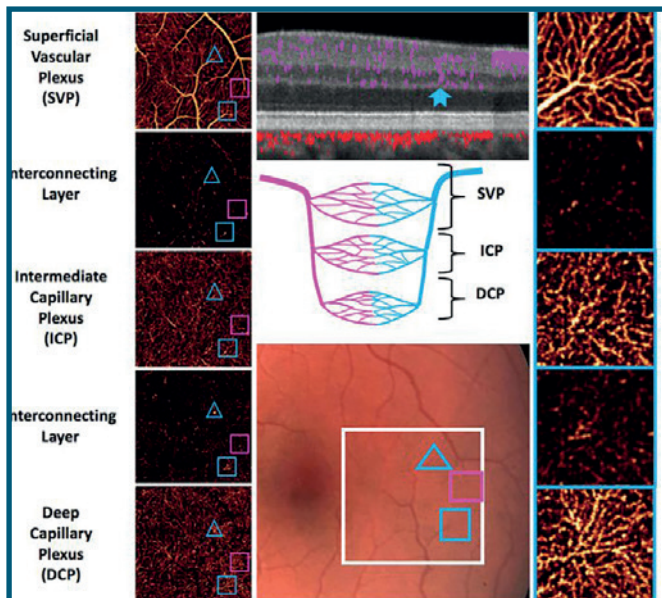 Superficial
Vascular
Plexus
(SVP)
nterconnecting
Layer
Intermediate
Capillary
Plexus
(ICP)
nterconnecting
Layer
Deep
Capillary
Plexus
(DCP)
SVP
ICP
DCP